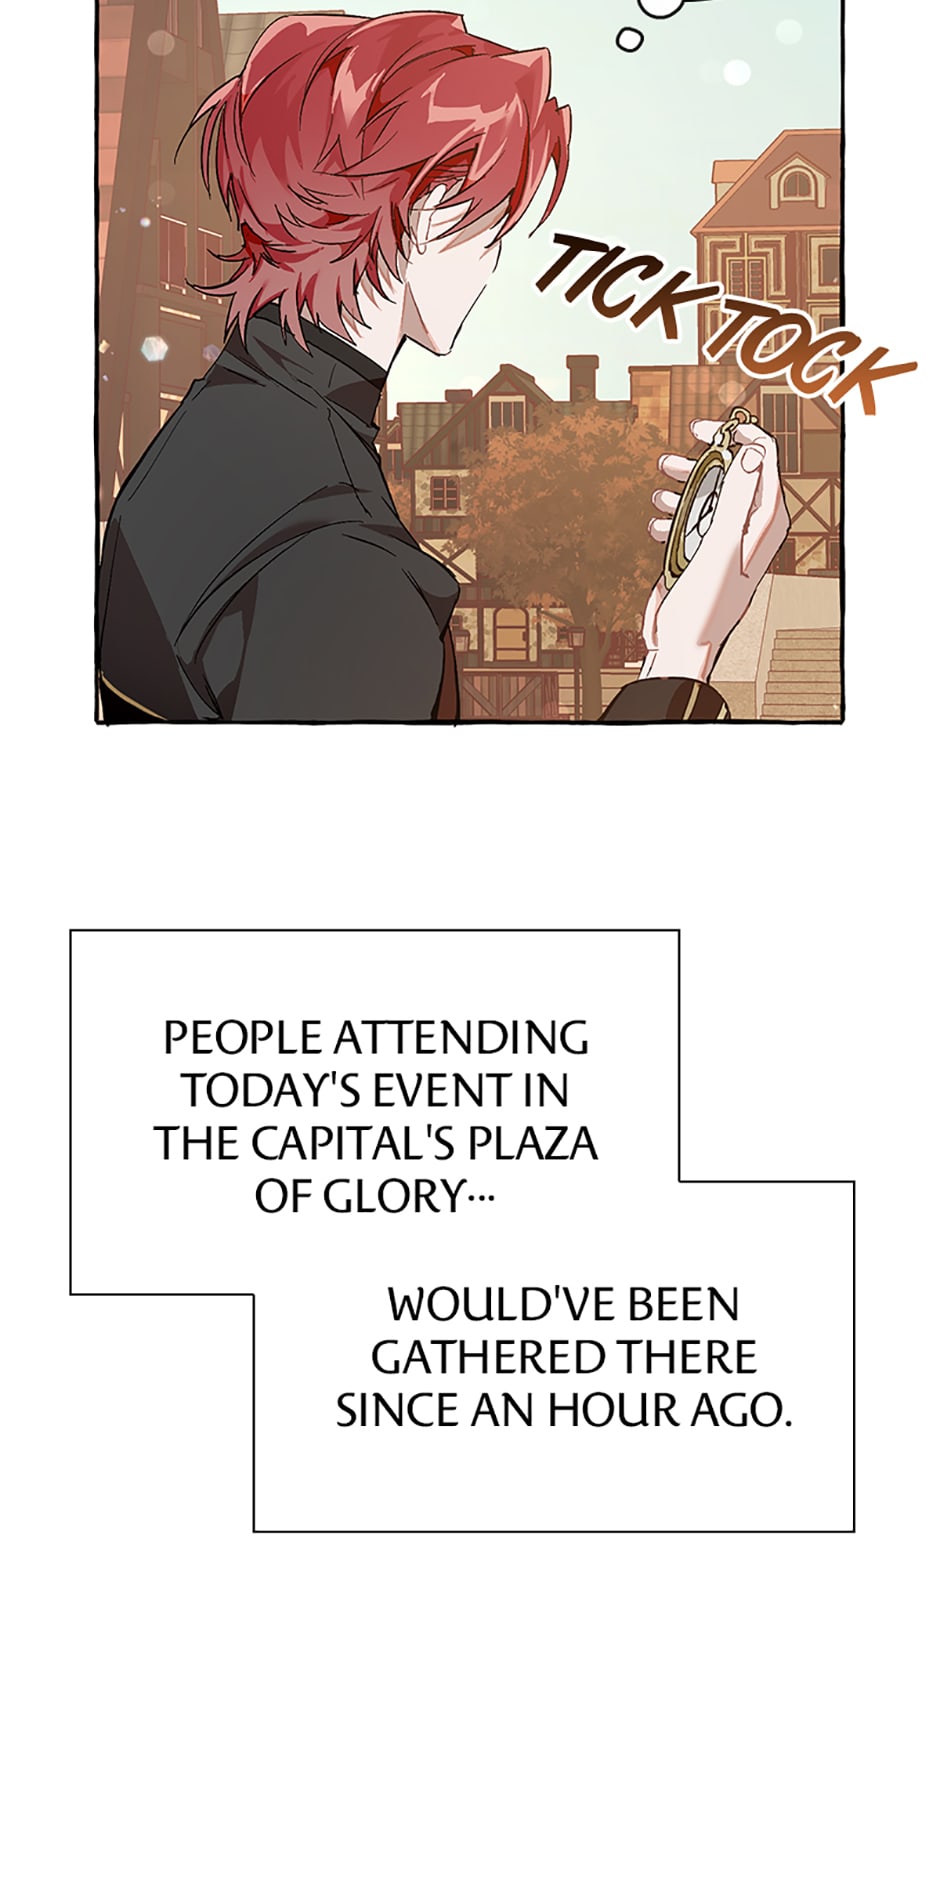 TICK TOCK
PEOPLE ATTENDING
TODAY'S EVENT IN
THE CAPITAL'S PLAZA
OF GLORY...
WOULD'VE BEEN
GATHERED THERE
SINCE AN HOUR AGO.